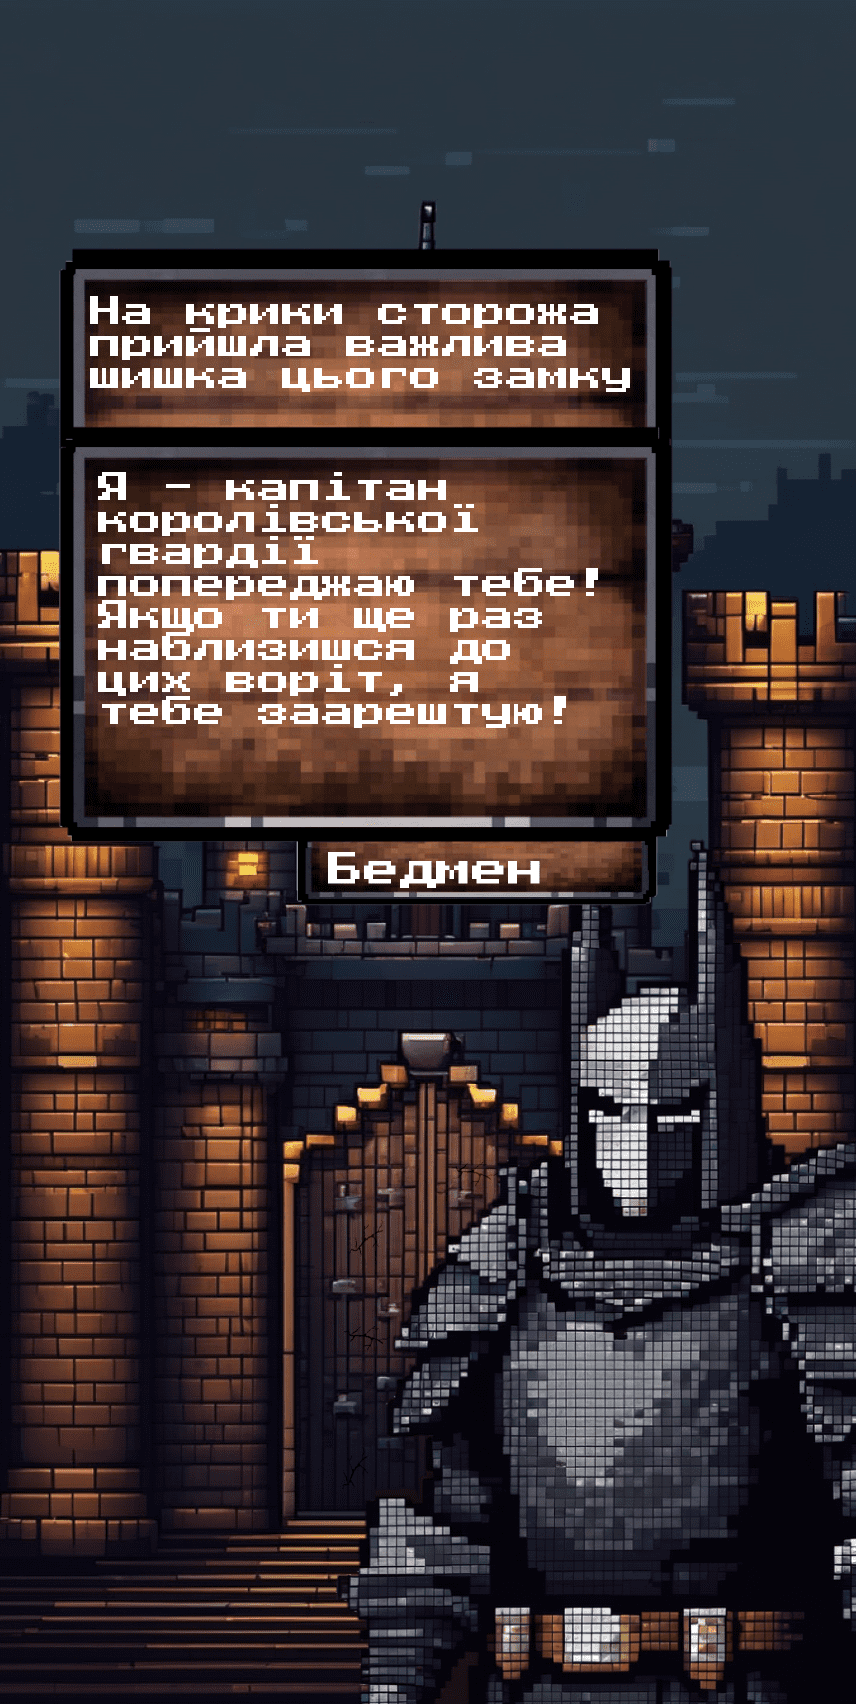 На крики сторожа
прийшла важлива
шишка цього замку
Я - капітан
королівської
гвардії
попереджаю тебе!
Якщо ти ще раз
наблизишся до
цих воріт, я
тебе заарештую!
Бедмен